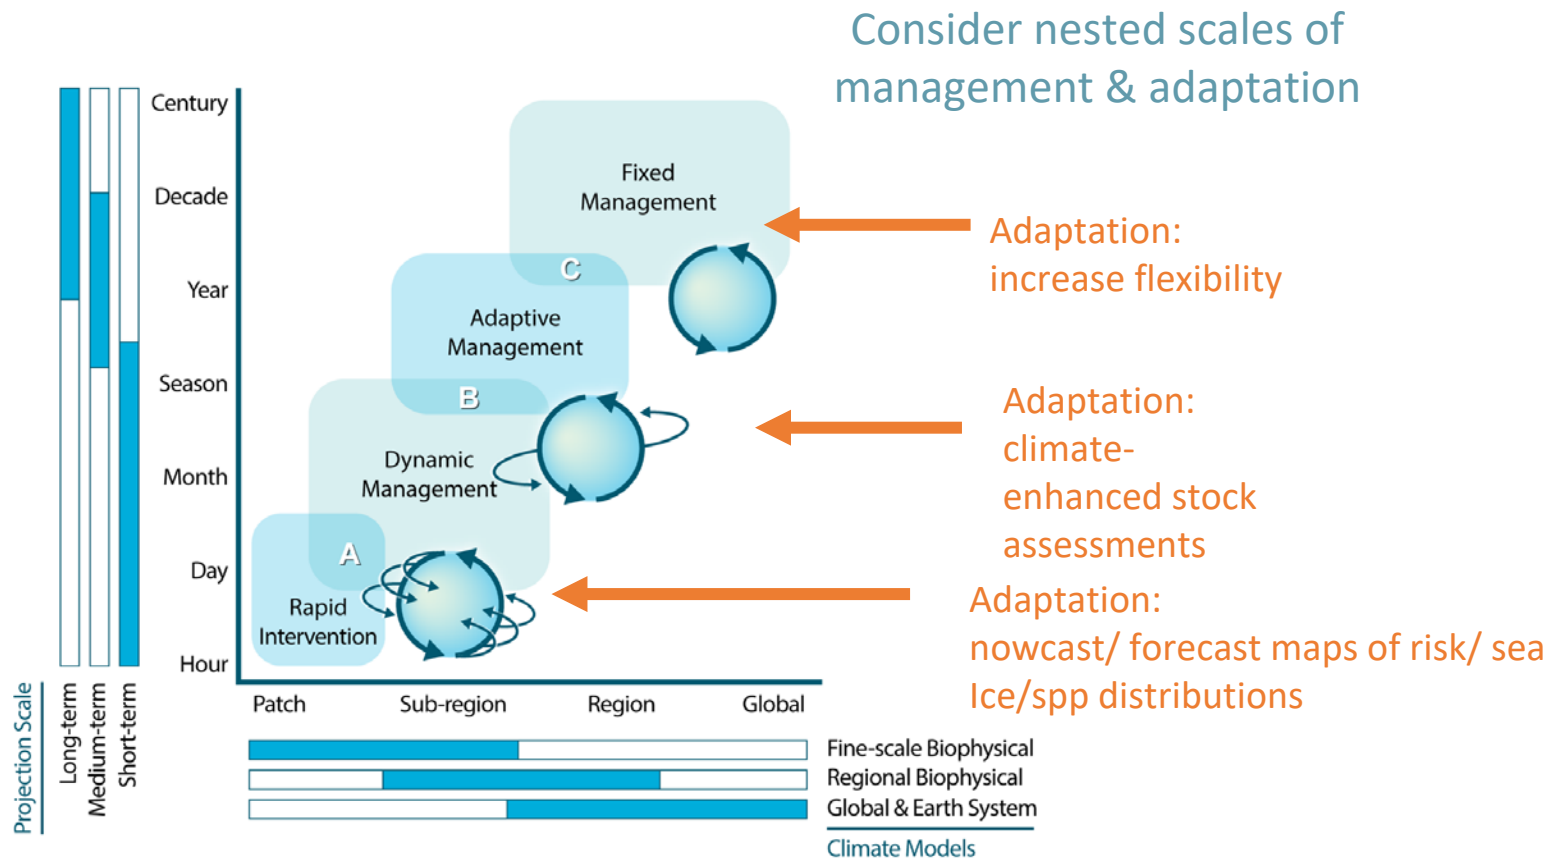 Consider nested scales of
management & adaptation
Century
Decade
Year
Season
Month
Day
Hour
Fixed
Management
C
Adaptive
Management
B
Dynamic
Management
A
Rapid
Intervention
Adaptation:
increase flexibility
Adaptation:
climate-
enhanced stock
assessments
Adaptation:
nowcast/ forecast maps of risk/ sea
Ice/spp distributions
Patch
Sub-region
Region
Global
Projection Scale
Long-term
Medium-term
Short-term
Fine-scale Biophysical
Regional Biophysical
Global & Earth System
Climate Models